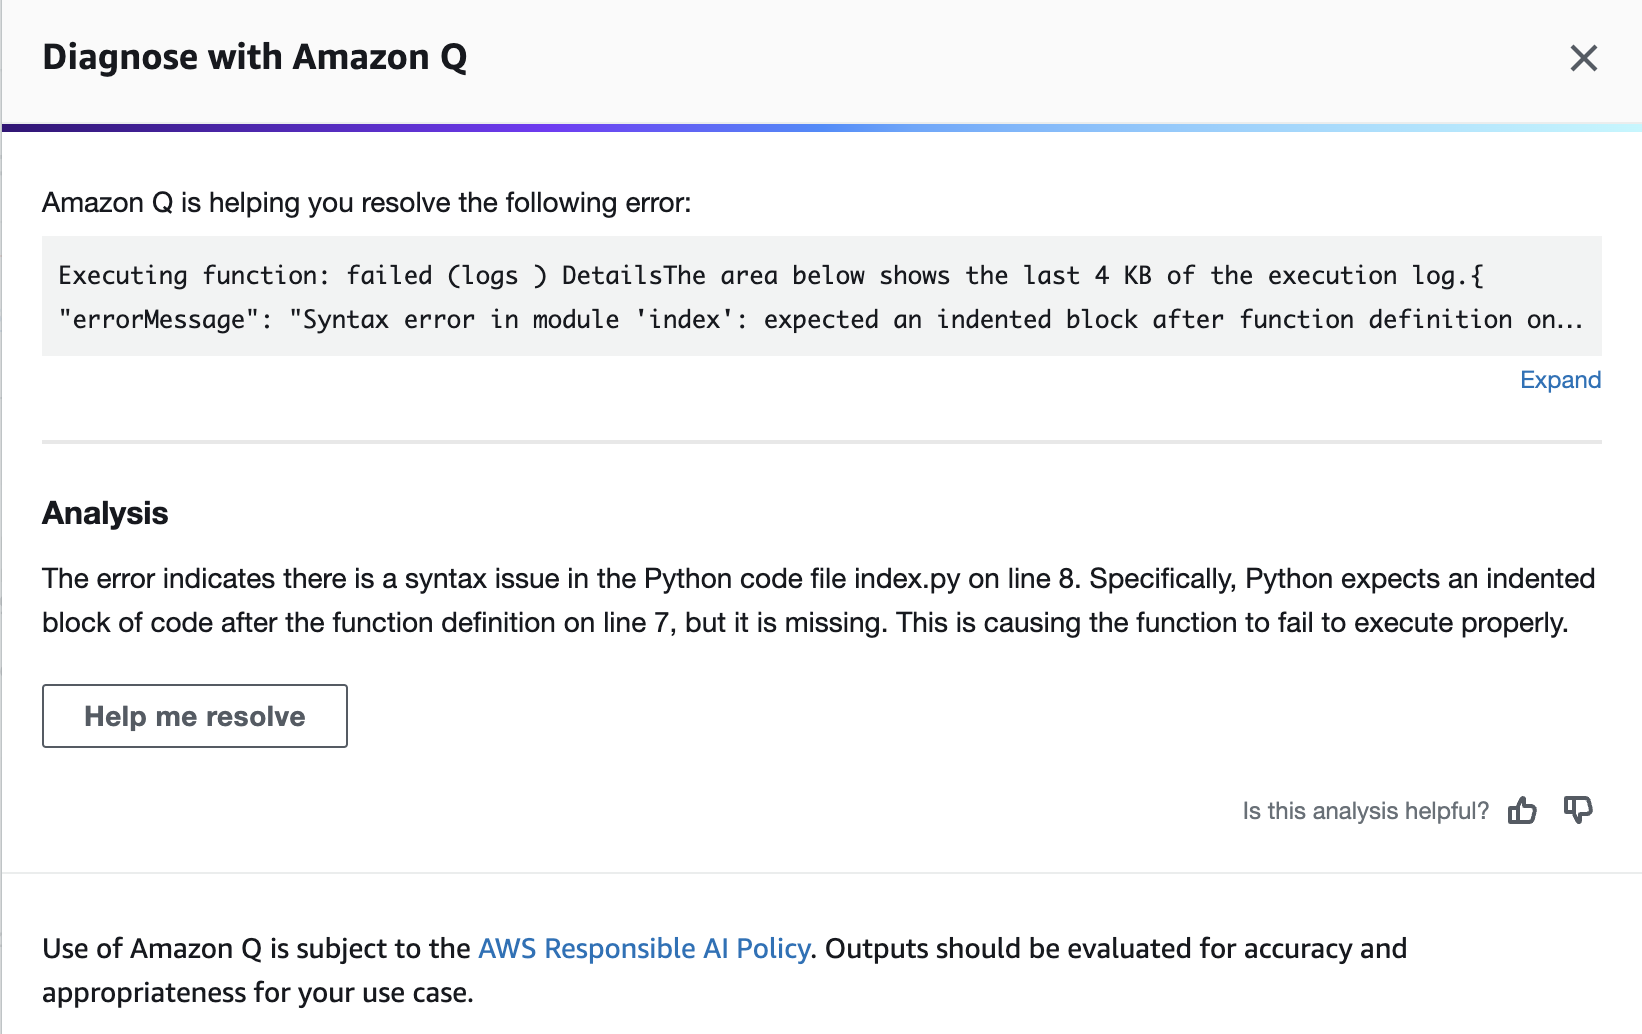 Diagnose with Amazon Q
Amazon Q is helping you resolve the following error:
Executing function: failed (logs ) DetailsThe area below shows the last 4 KB of the execution log.{
"errorMessage": "Syntax error in module 'index': expected an indented block after function definition on...
Expand
Analysis
The error indicates there is a syntax issue in the Python code file index.py on line 8. Specifically, Python expects an indented
block of code after the function definition on line 7, but it is missing. This is causing the function to fail to execute properly.
Help me resolve
Is this analysis helpful?
Use of Amazon Q is subject to the AWS Responsible AI Policy. Outputs should be evaluated for accuracy and
appropriateness for your use case.